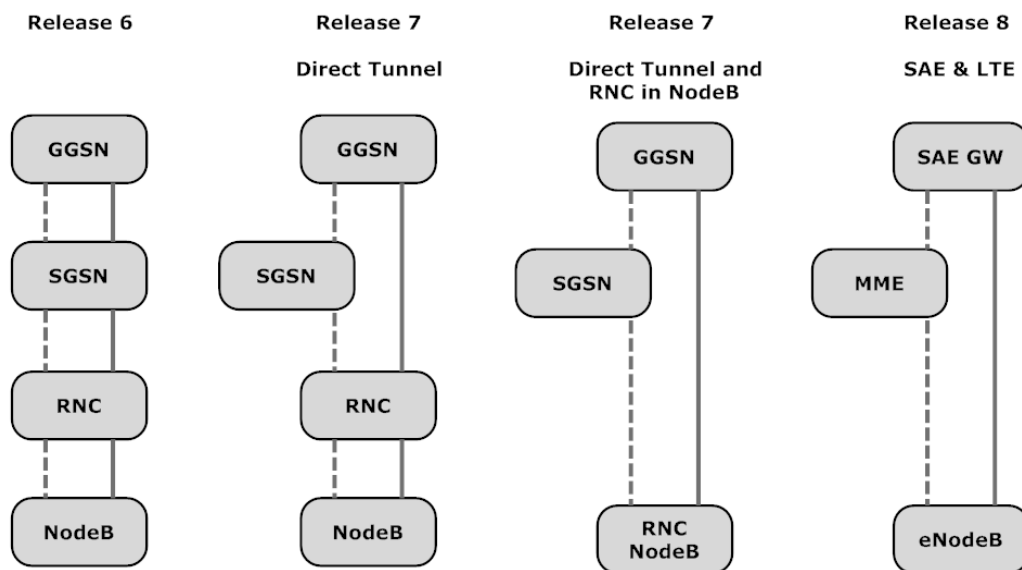 Release 6
Release 7
Release 7
Release 8
Direct Tunnel
Direct Tunnel and
RNC in NodeB
SAE & LTE
GGSN
GGSN
GGSN
SAE GW
SGSN
SGSN
SGSN
MME
RNC
RNC
NodeB
NodeB
RNC
NodeB
eNodeB